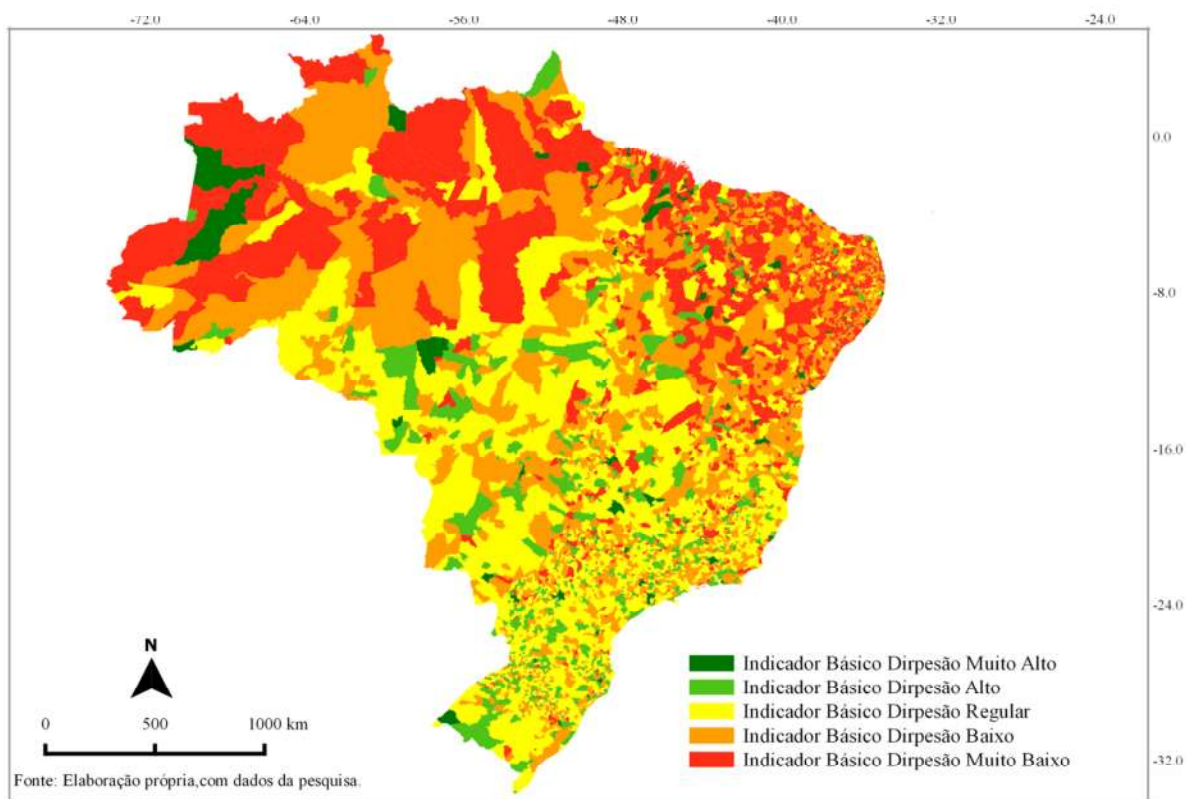 -72.0 -64.0 -56.0 -48.0 -40.0 -32.0 -24.0
0.0
-8.0
-16.0
-24.0
-32.0
N
0 500 1000 km
Indicador Básico Dirpesão Muito Alto
Indicador Básico Dirpesão Alto
Indicador Básico Dirpesão Regular
Indicador Básico Dirpesão Baixo
Indicador Básico Dirpesão Muito Baixo
Fonte: Elaboração própria,com dados da pesquisa.